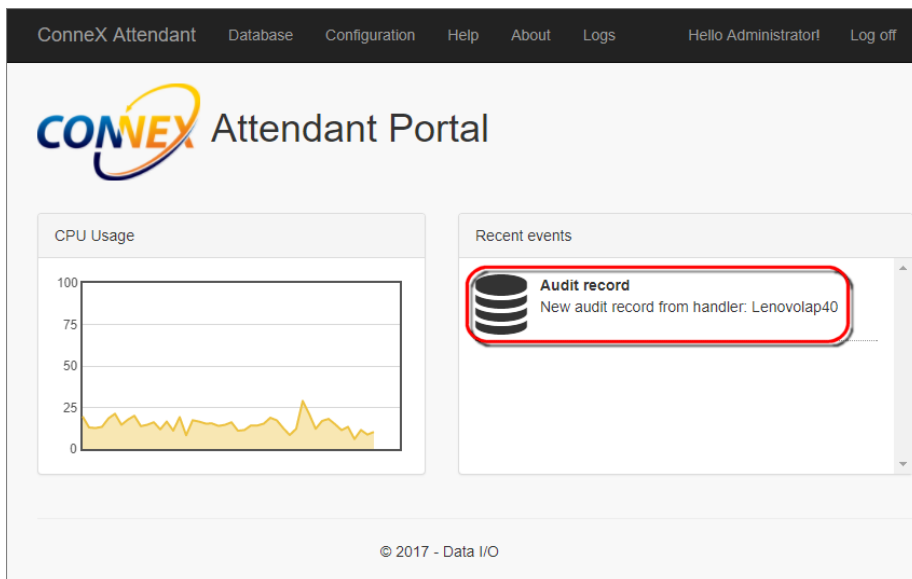 ConneX Attendant Database Configuration Help About Logs Hello Administrator! Log off
CONNEX Attendant Portal
CPU Usage
Recent events
100
75
50
25
0
Audit record
New audit record from handler: Lenovolap40
© 2017 - Data I/O